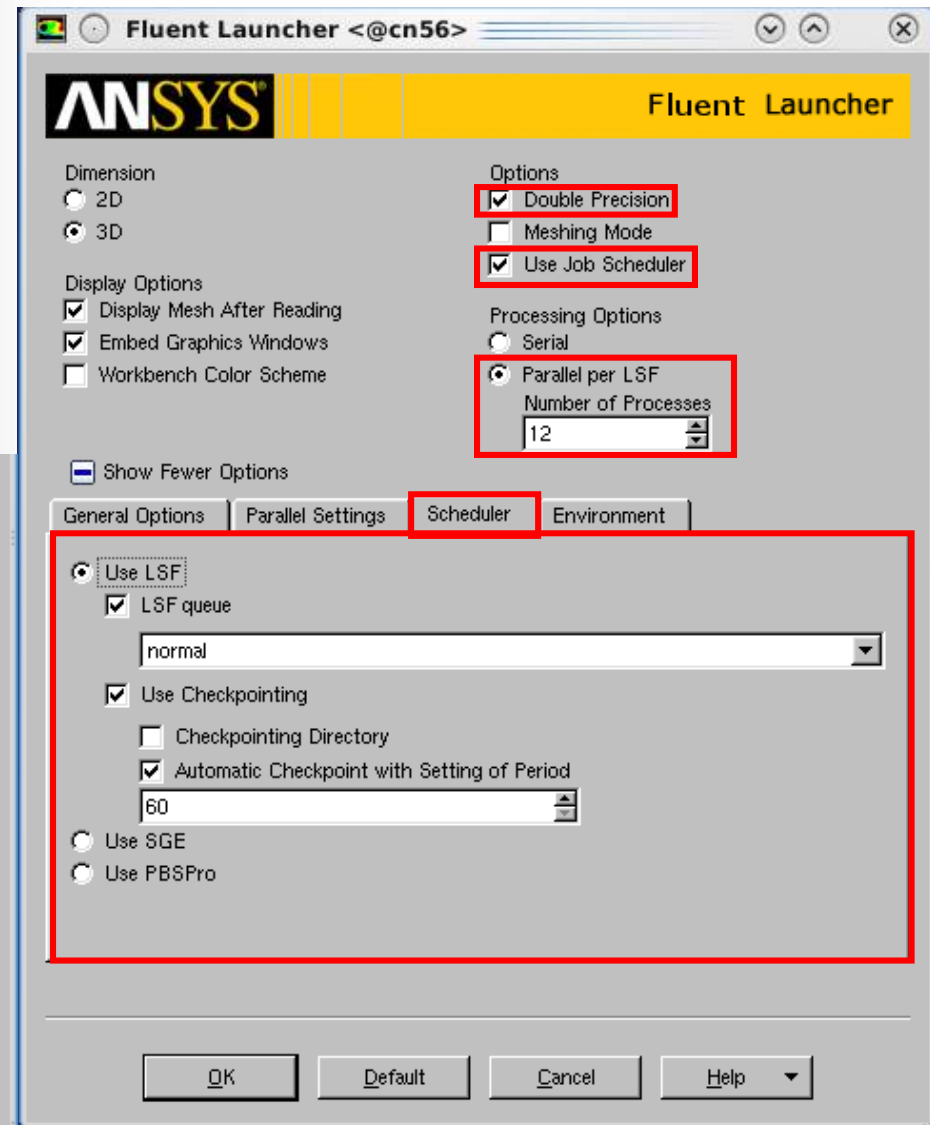 Fluent Launcher <@cn56>
ANSYS
Fluent Launcher
Dimension
2D
3D
Display Options
Display Mesh After Reading
Embed Graphics Windows
Workbench Color Scheme
Options
Double Precision
Meshing Mode
Use Job Scheduler
Processing Options
Serial
Parallel per LSF
Number of Processes
12
Show Fewer Options
General Options
Parallel Settings
Scheduler
Environment
Use LSF
LSF queue
normal
Use Checkpointing
Checkpointing Directory
Automatic Checkpoint with Setting of Period
60
Use SGE
Use PBSPro
OK
Default
Cancel
Help